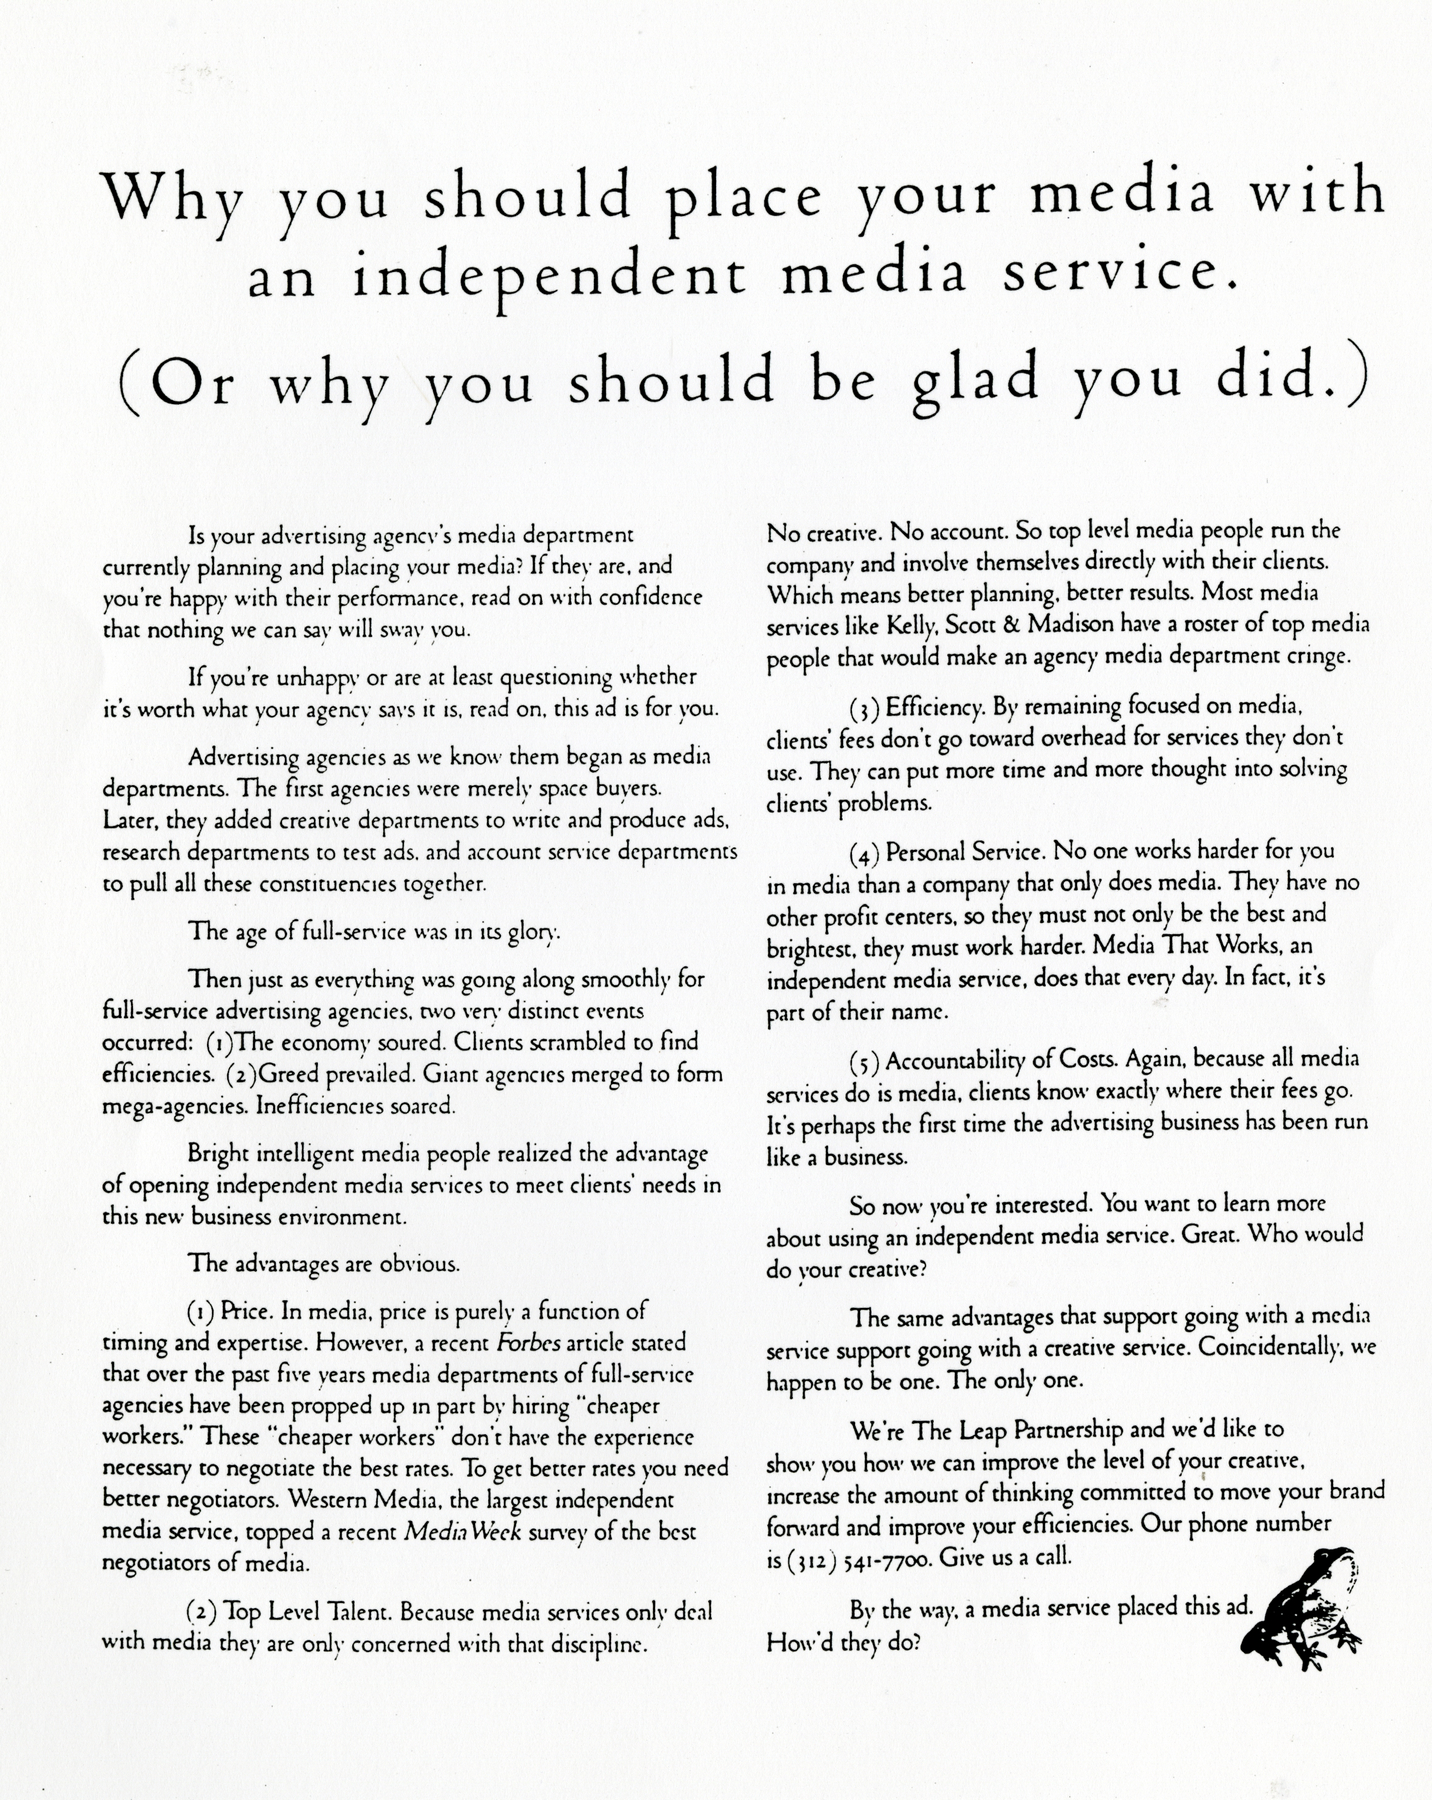 Why you should place your media with
an independent media service.
(Or why you should be glad you did.)
Is your advertising agency's media department
currently planning and placing your media? If they are, and
you're happy with their performance, read on with confidence
that nothing we can say will sway you.
If you're unhappy or are at least questioning whether
it's worth what your agency says it is, read on, this ad is for you.
Advertising agencies as we know them began as media
departments. The first agencies were merely space buyers.
Later, they added creative departments to write and produce ads,
research departments to test ads, and account service departments
to pull all these constituencies together.
The age of full-service was in its glory.
Then just as everything was going along smoothly for
full-service advertising agencies, two very distinct events
occurred: (1)The economy soured. Clients scrambled to find
efficiencies. (2)Greed prevailed. Giant agencies merged to form
mega-agencies. Inefficiencies soared.
Bright intelligent media people realized the advantage
of opening independent media services to meet clients' needs in
this new business environment.
The advantages are obvious.
(1) Price. In media, price is purely a function of
timing and expertise. However, a recent Forbes article stated
that over the past five years media departments of full-service
agencies have been propped up in part by hiring "cheaper
workers." These "cheaper workers" don't have the experience
necessary to negotiate the best rates. To get better rates you need
better negotiators. Western Media, the largest independent
media service, topped a recent MediaWeek survey of the best
negotiators of media.
(2) Top Level Talent. Because media services only deal
with media they are only concerned with that discipline.
No creative. No account. So top level media people run the
company and involve themselves directly with their clients.
Which means better planning, better results. Most media
services like Kelly, Scott & Madison have a roster of top media
people that would make an agency media department cringe.
(3) Efficiency. By remaining focused on media,
clients' fees don't go toward overhead for services they don't
use. They can put more time and more thought into solving
clients' problems.
(4) Personal Service. No one works harder for you
in media than a company that only does media. They have no
other profit centers, so they must not only be the best and
brightest, they must work harder. Media That Works, an
independent media service, does that every day. In fact, it's
part of their name.
(5) Accountability of Costs. Again, because all media
services do is media, clients know exactly where their fees go.
It's perhaps the first time the advertising business has been run
like a business.
So now you're interested. You want to learn more
about using an independent media service. Great. Who would
do your creative?
The same advantages that support going with a media
service support going with a creative service. Coincidentally, we
happen to be one. The only one.
We're The Leap Partnership and we'd like to
show you how we can improve the level of your creative,
increase the amount of thinking committed to move your brand
forward and improve your efficiencies. Our phone number
is (312) 541-7700. Give us a call.
By the way, a media service placed this ad.
How'd they do?